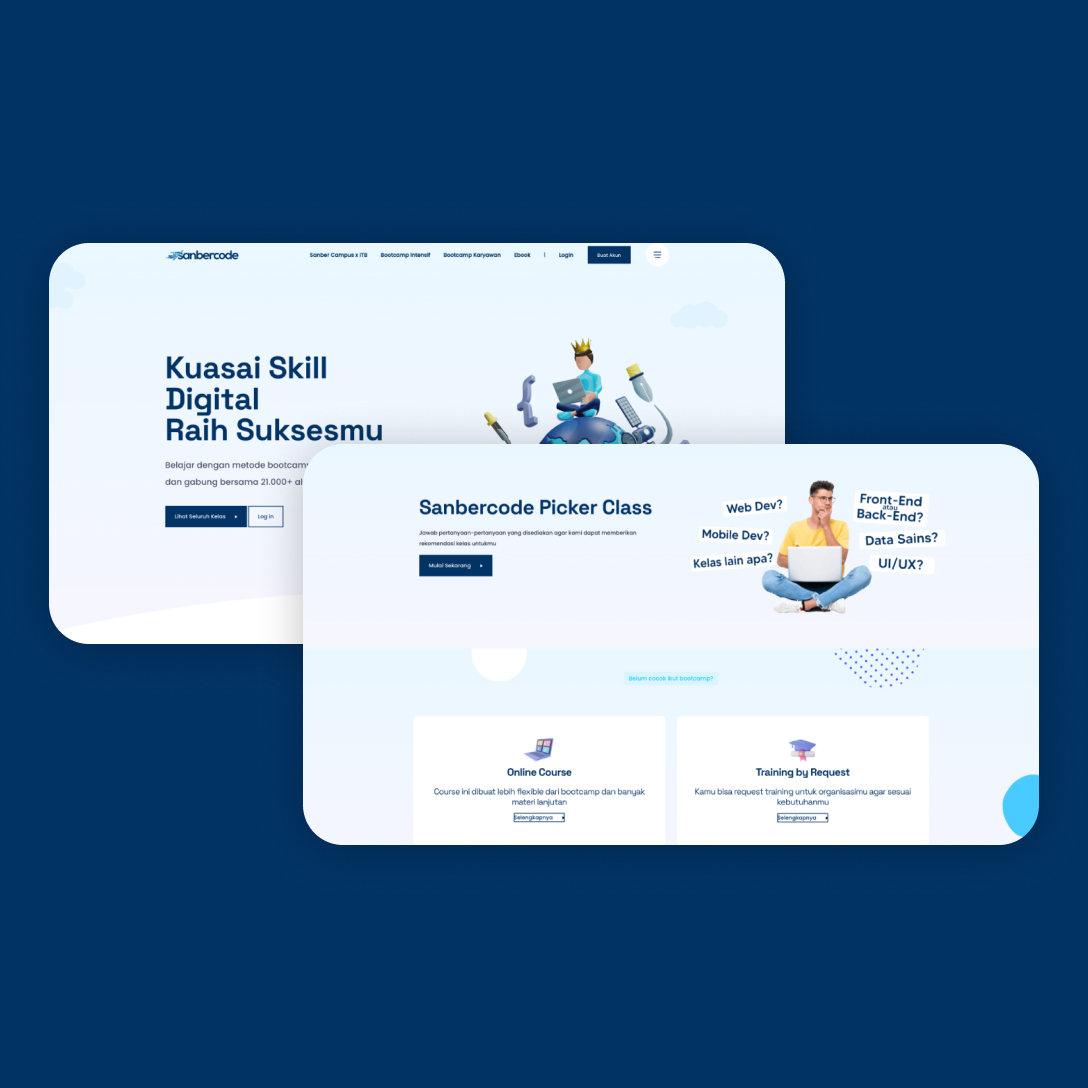 sanbercode
Sanber Campus x ITB
Bootcamp Intensif
Bootcamp Karyawan
Ebook
|
Login
Buat Akun
Kuasai Skill
Digital
Raih Suksesmu
Belajar dengan metode bootcamp
dan gabung bersama 21.000+ al
Lihat Seluruh Kelas
Log in
Sanbercode Picker Class
Jawab pertanyaan-pertanyaan yang disediakan agar kami dapat memberikan
rekomendasi kelas untukmu
Mulai Sekarang
Web Dev?
Mobile Dev?
Kelas lain apa?
Front-End
atau
Back-End?
Data Sains?
UI/UX?
Belum cocok ikut bootcamp?
Online Course
Course ini dibuat lebih flexible dari bootcamp dan banyak
materi lanjutan
Selengkapnya
Training by Request
Kamu bisa request training untuk organisasimu agar sesuai
kebutuhanmu
Selengkapnya